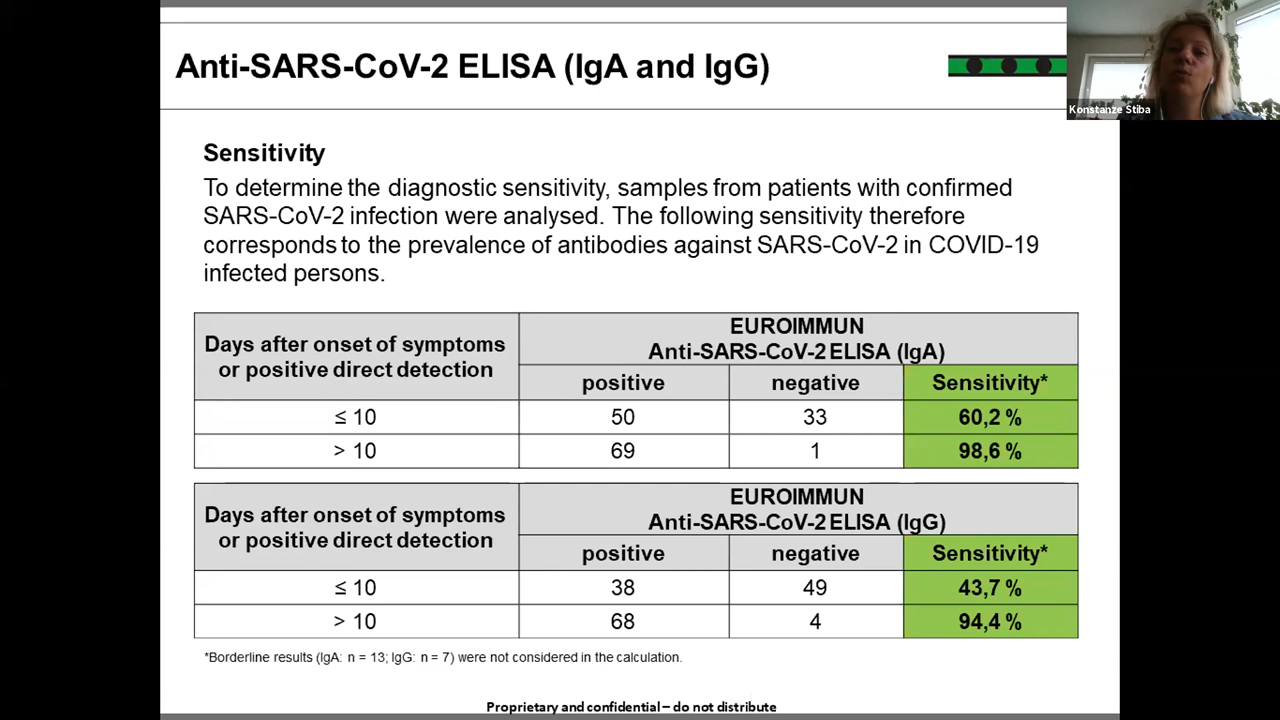 Anti-SARS-CoV-2 ELISA (IgA and IgG)
Konstanze Stiba
Sensitivity
To determine the diagnostic sensitivity, samples from patients with confirmed
SARS-CoV-2 infection were analysed. The following sensitivity therefore
corresponds to the prevalence of antibodies against SARS-CoV-2 in COVID-19
infected persons.
Days after onset of symptoms
or positive direct detection
EUROIMMUN
Anti-SARS-CoV-2 ELISA (IgA)
positive negative Sensitivity*
≤ 10 50 33 60,2 %
> 10 69 1 98,6 %
Days after onset of symptoms
or positive direct detection
EUROIMMUN
Anti-SARS-CoV-2 ELISA (IgG)
positive negative Sensitivity*
≤ 10 38 49 43,7 %
> 10 68 4 94,4 %
*Borderline results (IgA: n = 13; IgG: n = 7) were not considered in the calculation.
Proprietary and confidential – do not distribute